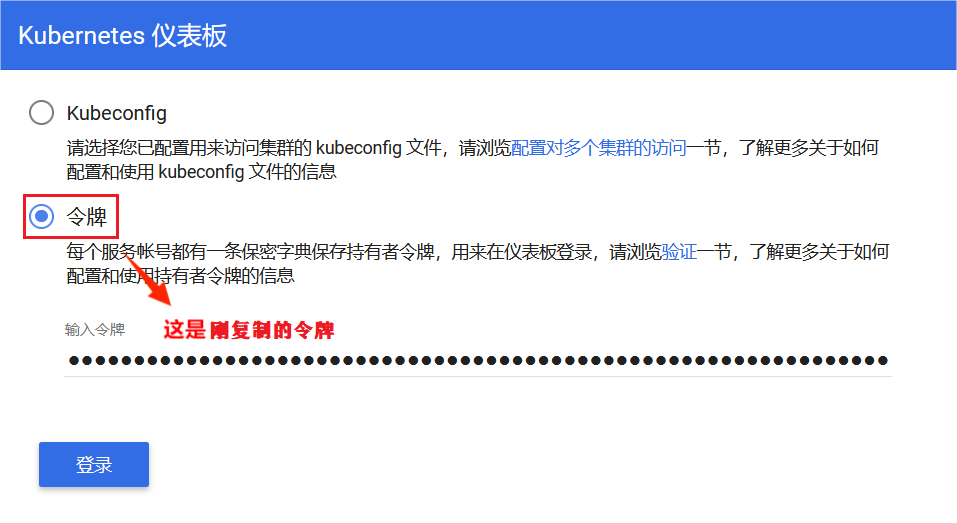 Kubernetes 仪表板
Kubeconfig
请选择您已配置用来访问集群的 kubeconfig 文件，请浏览配置对多个集群的访问一节，了解更多关于如何
配置和使用 kubeconfig 文件的信息
令牌
每个服务帐号都有一条保密字典保存持有者令牌，用来在仪表板登录，请浏览验证一节，了解更多关于如何
配置和使用持有者令牌的信息
输入令牌
这是刚复制的令牌
登录